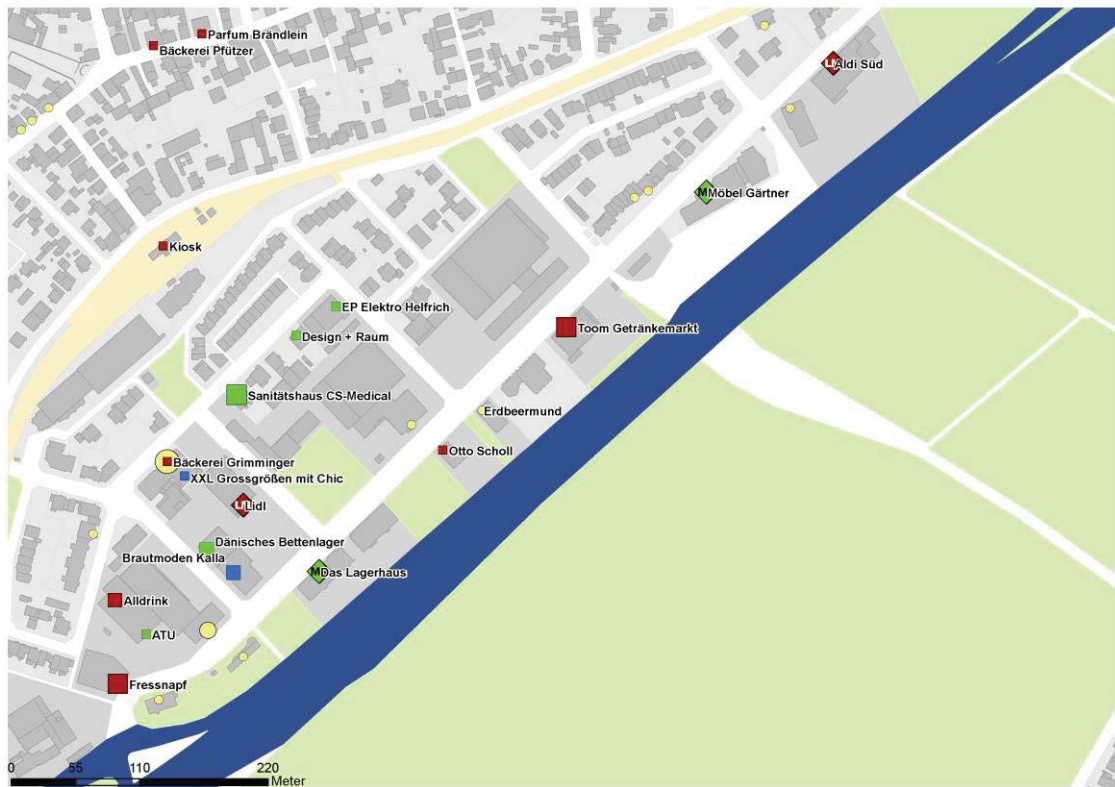 Parfum Brändlein
Bäckerei Pfützer
L Aldi Süd
M Möbel Gärtner
Kiosk
EP Elektro Helfrich
Toom Getränkemarkt
Design + Raum
Sanitätshaus CS-Medical
Erdbeermund
Otto Scholl
Bäckerei Grimminger
XXL Grossgrößen mit Chic
L Lidl
Dänisches Bettenlager
Brautmoden Kalla
M Das Lagerhaus
Alldrink
ATU
Fressnapf
0 55 110 220
Meter